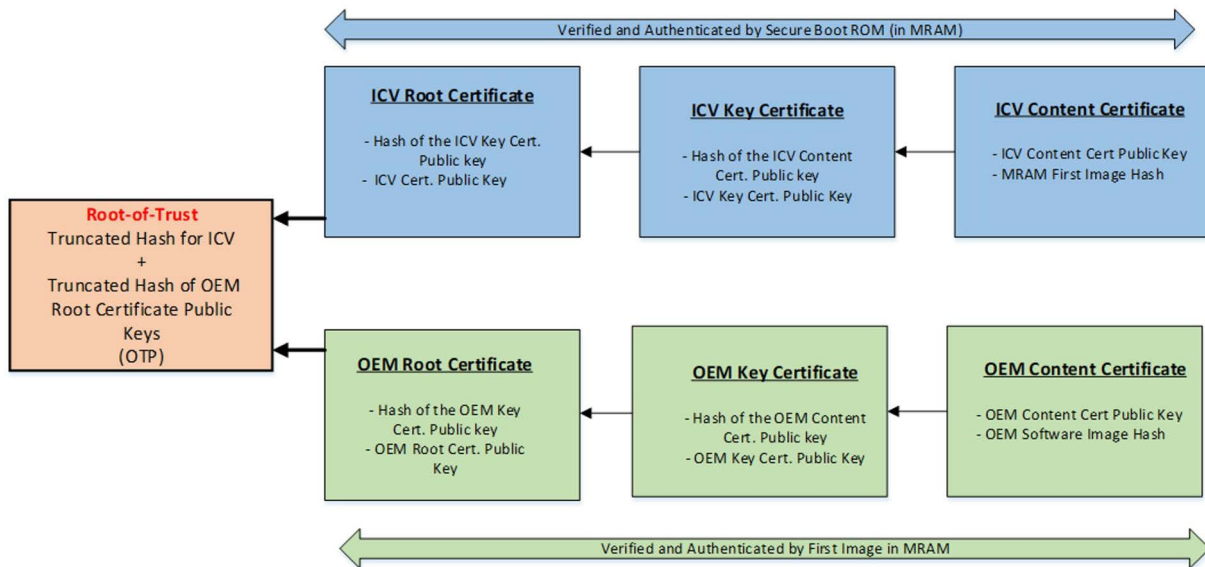 Verified and Authenticated by Secure Boot ROM (in MRAM)
ICV Root Certificate
- Hash of the ICV Key Cert.
Public key
- ICV Cert. Public Key
ICV Key Certificate
- Hash of the ICV Content
Cert. Public key
- ICV Key Cert. Public Key
ICV Content Certificate
- ICV Content Cert Public Key
- MRAM First Image Hash
Root-of-Trust
Truncated Hash for ICV
+
Truncated Hash of OEM
Root Certificate Public
Keys
(OTP)
OEM Root Certificate
- Hash of the OEM Key
Cert. Public key
- OEM Root Cert. Public
Key
OEM Key Certificate
- Hash of the OEM Content
Cert. Public key
- OEM Key Cert. Public Key
OEM Content Certificate
- OEM Content Cert Public Key
- OEM Software Image Hash
Verified and Authenticated by First Image in MRAM